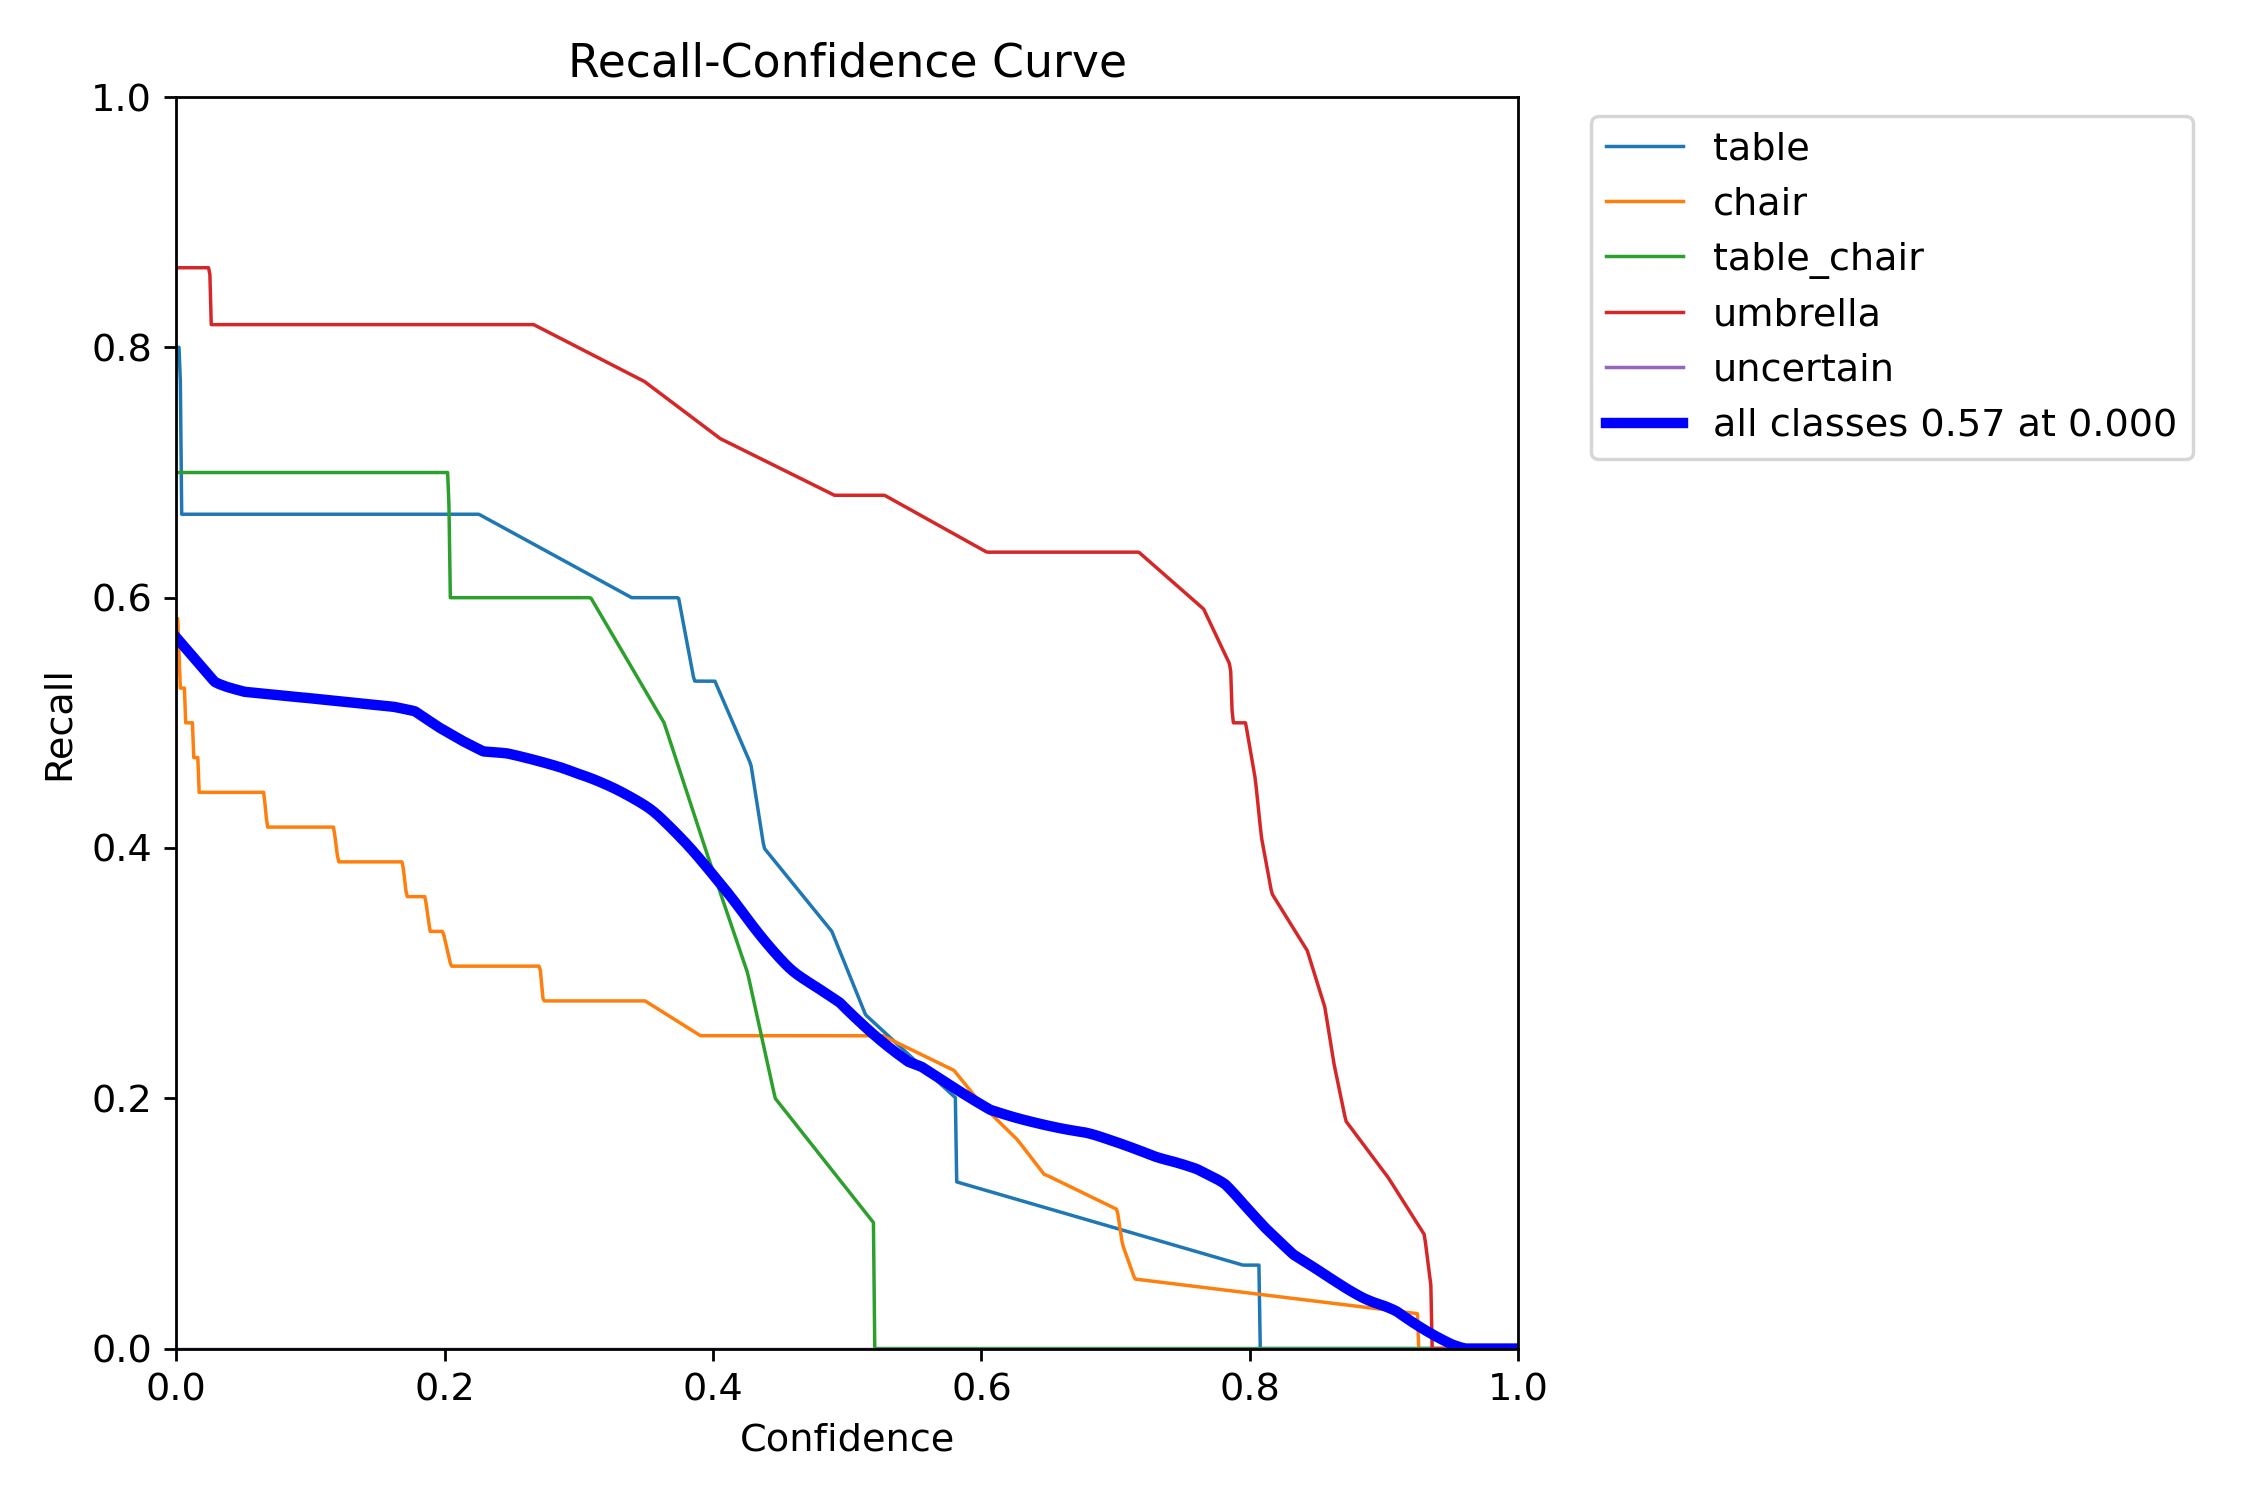 Recall-Confidence Curve
1.0
0.8
0.6
0.4
0.2
0.0
Recall
0.0 0.2 0.4 0.6 0.8 1.0
Confidence
table
chair
table_chair
umbrella
uncertain
all classes 0.57 at 0.000